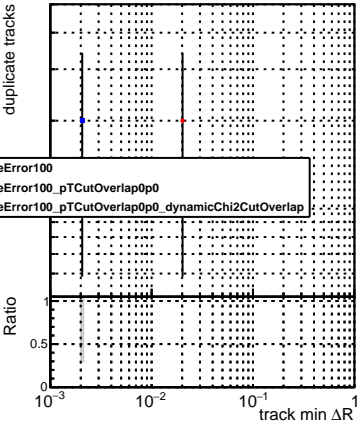 duplicate tracks
eError100
eError100_pTCutOverlap0p0
eError100_pTCutOverlap0p0_dynamicChi2CutOverlap
Ratio
1
0.5
0
10−3 10−2 10−1 1
track min ΔR